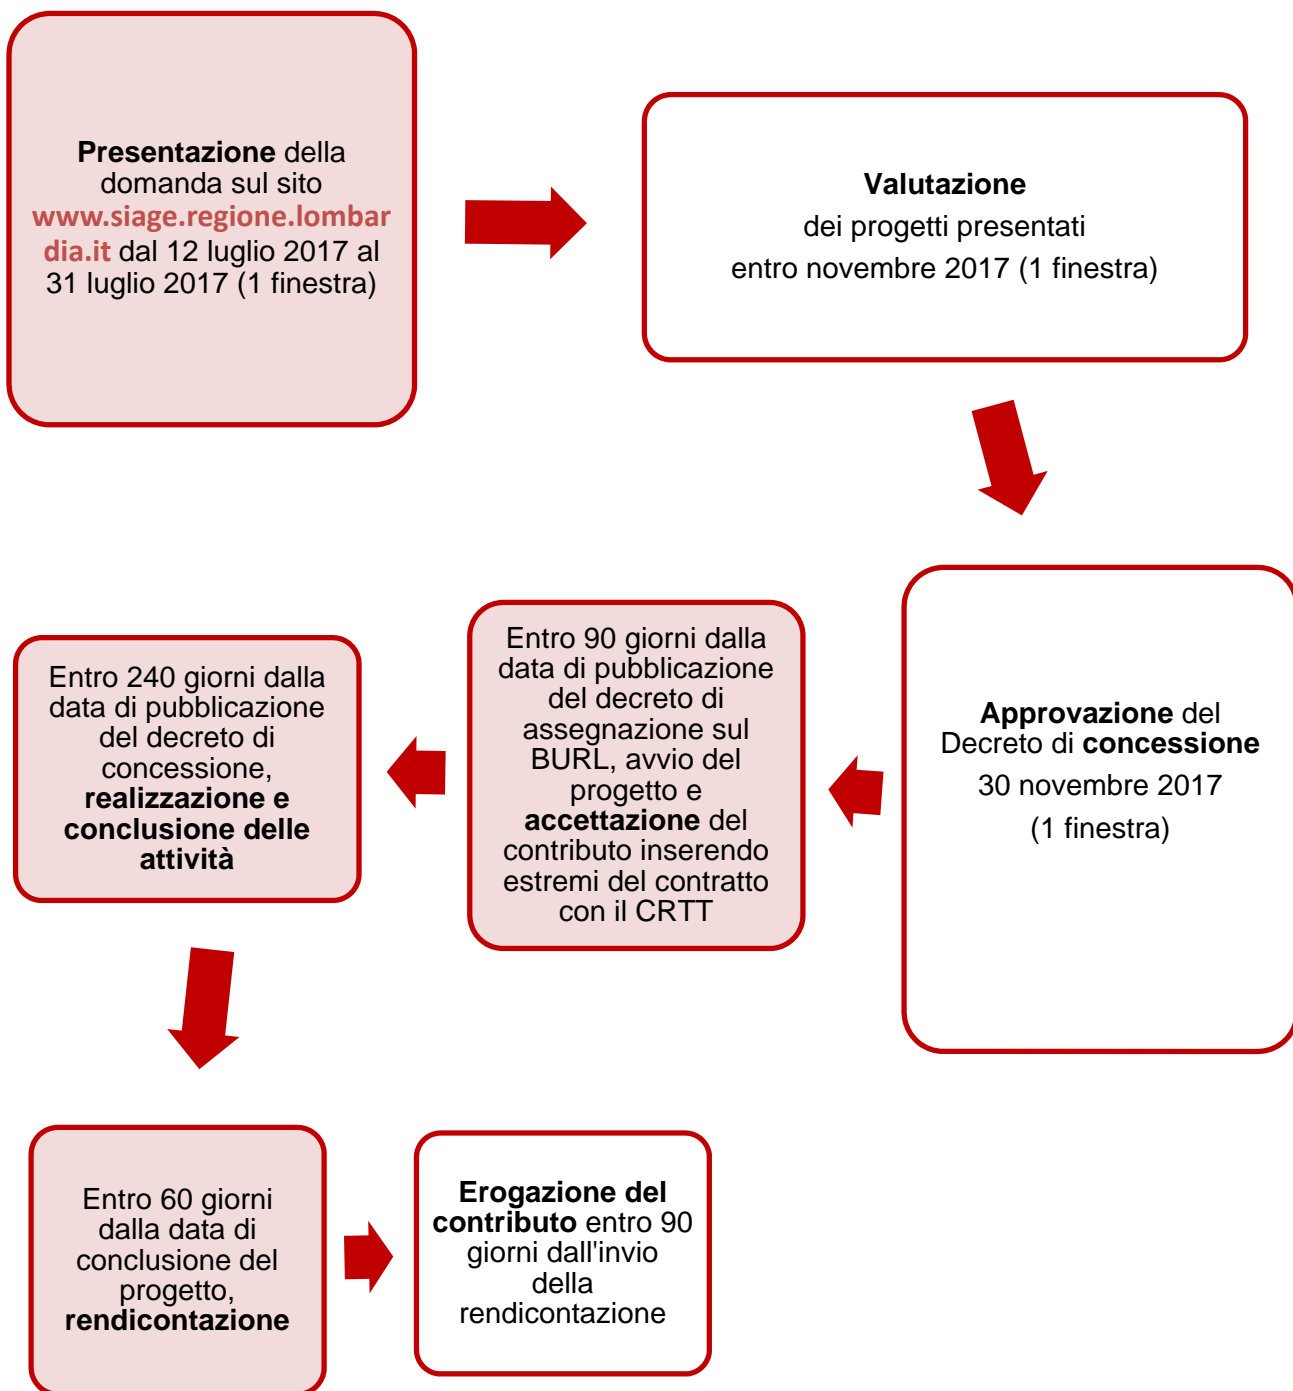 Presentazione della
domanda sul sito
www.siage.regione.lombar
dia.it dal 12 luglio 2017 al
31 luglio 2017 (1 finestra)
Valutazione
dei progetti presentati
entro novembre 2017 (1 finestra)
Approvazione del
Decreto di concessione
30 novembre 2017
(1 finestra)
Entro 90 giorni dalla
data di pubblicazione
del decreto di
assegnazione sul
BURL, avvio del
progetto e
accettazione del
contributo inserendo
estremi del contratto
con il CRTT
Entro 240 giorni dalla
data di pubblicazione
del decreto di
concessione,
realizzazione e
conclusione delle
attività
Entro 60 giorni
dalla data di
conclusione del
progetto,
rendicontazione
Erogazione del
contributo entro 90
giorni dall'invio
della
rendicontazione